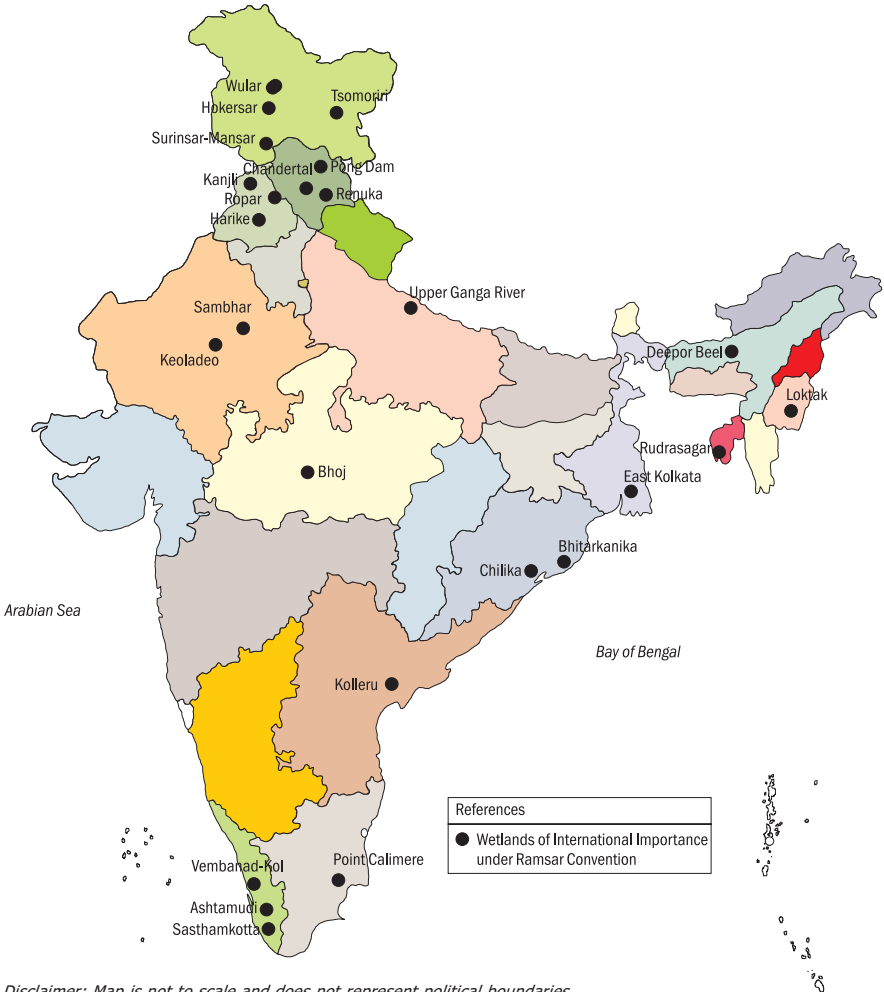 Wular
Tsomoriri
Hokersar
Surinsar-Mansar
Chandertal
Pong Dam
Kanjli
Ropar
Renuka
Harike
Upper Ganga River
Sambhar
Keoladeo
Deepor Beel
Loktak
Rudrasagar
Bhoj
East Kolkata
Bhitarkanika
Chilika
Arabian Sea
Bay of Bengal
Kolleru
References
Wetlands of International Importance
under Ramsar Convention
Vembanad-Kol
Point Calimere
Ashtamudi
Sasthamkotta
Disclaimer: Map is not to scale and does not represent political boundaries